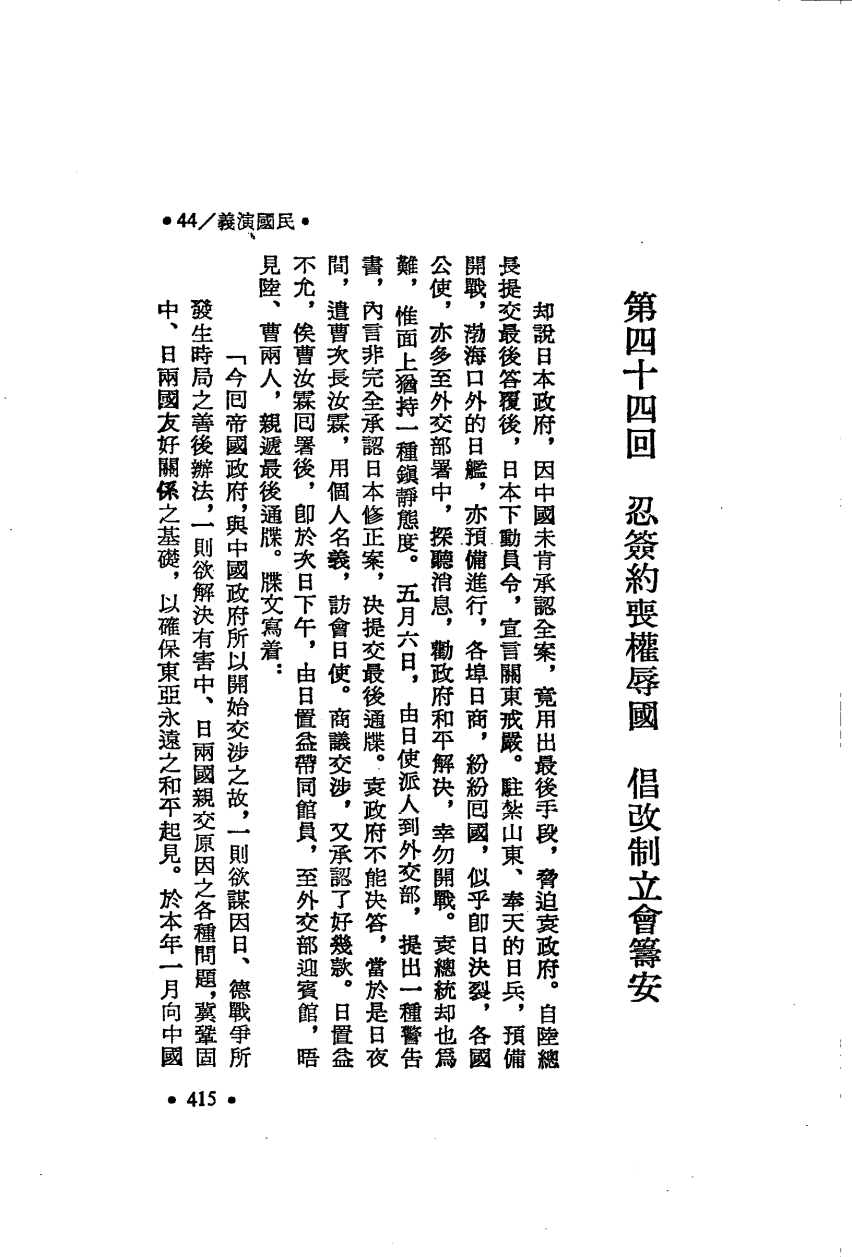 •44／義演國民•
第四十四回　忍簽約喪權辱國　倡改制立會籌安
却說日本政府，因中國未肯承認全案，竟用出最後手段，脅迫袁政府。自陸總
長提交最後答覆後，日本下動員令，宣言關東戒嚴。駐紮山東、奉天的日兵，預備
開戰，渤海口外的日艦，亦預備進行，各埠日商，紛紛回國，似乎卽日決裂，各國
公使，亦多至外交部署中，探聽消息，勸政府和平解決，幸勿開戰。袁總統却也爲
難，惟面上猶持一種鎭靜態度。五月六日，由日使派人到外交部，提出一種警告
書，內言非完全承認日本修正案，決提交最後通牒。袁政府不能決答，當於是日夜
間，遣曹次長汝霖，用個人名義，訪會日使。商議交涉，又承認了好幾款。日置益
不允，俟曹汝霖回署後，卽於次日下午，由日置益帶同館員，至外交部迎賓館，晤
見陸、曹兩人，親遞最後通牒。牒文寫着：
「今回帝國政府，與中國政府所以開始交涉之故，一則欲謀因日、德戰爭所
發生時局之善後辦法，一則欲解決有害中、日兩國親交原因之各種問題，冀鞏固
中、日兩國友好關係之基礎，以確保東亞永遠之和平起見。於本年一月向中國
•415•